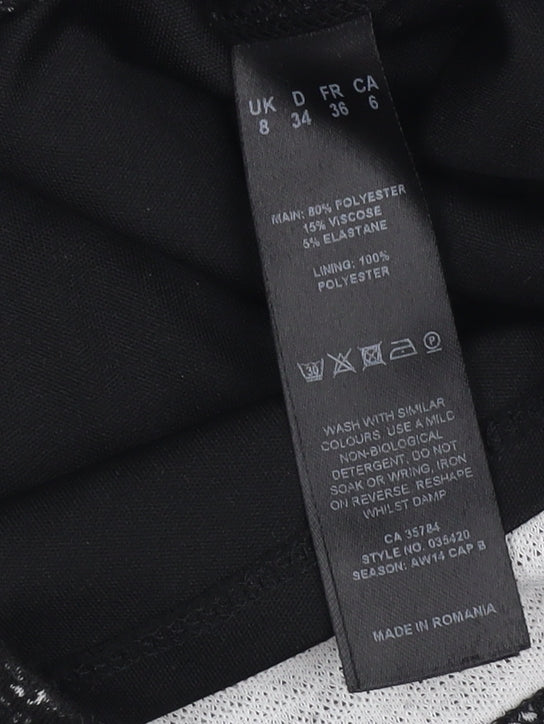 UK D FR CA
8 34 36 6
MAIN: 80% POLYESTER
15% VISCOSE
5% ELASTANE
LINING: 100%
POLYESTER
30 P
WASH WITH SIMILAR
COLOURS. USE A MILD
NON-BIOLOGICAL
DETERGENT, DO NOT
SOAK OR WRING, IRON
ON REVERSE, RESHAPE
WHILST DAMP
CA 35784
STYLE NO. 035420
SEASON: AW14 CAP B
MADE IN ROMANIA